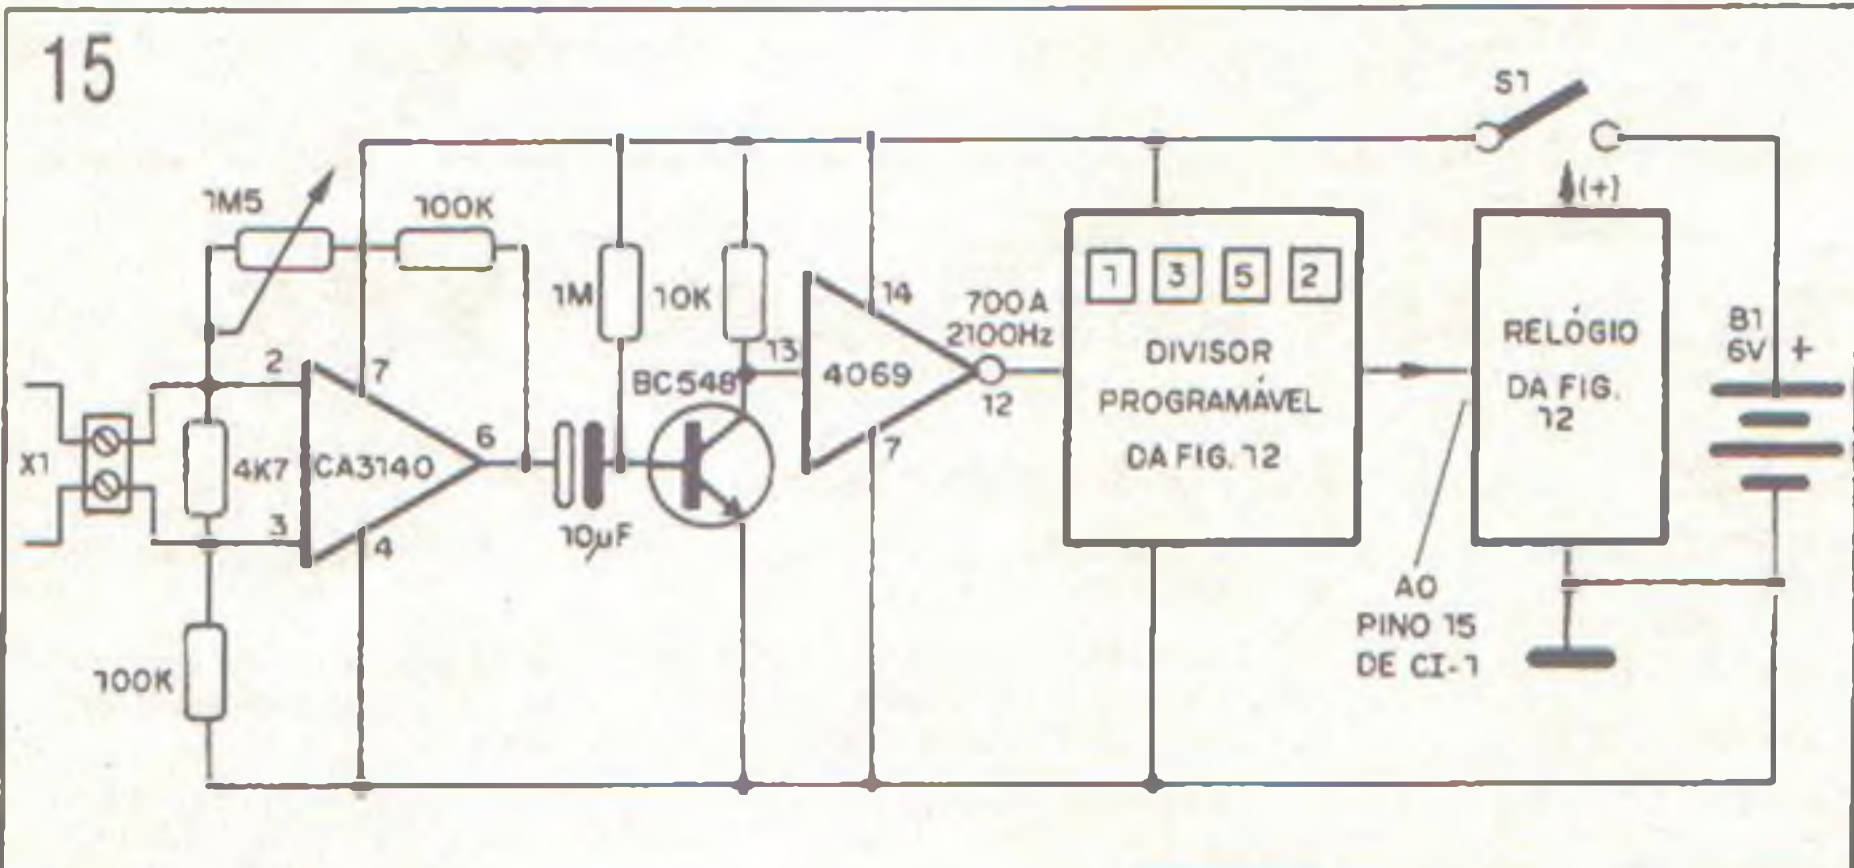 15
S1
1M5
100K
(+)
1M
10K
14
700A
2100Hz
1 3 5 2
DIVISOR
PROGRAMÁVEL
DA FIG. 12
RELÓGIO
DA FIG.
12
B1
6V +
2
7
13
BC548
4069
12
X1
4K7
CA3140
6
7
3
4
10µF
100K
AO
PINO 15
DE CI-1